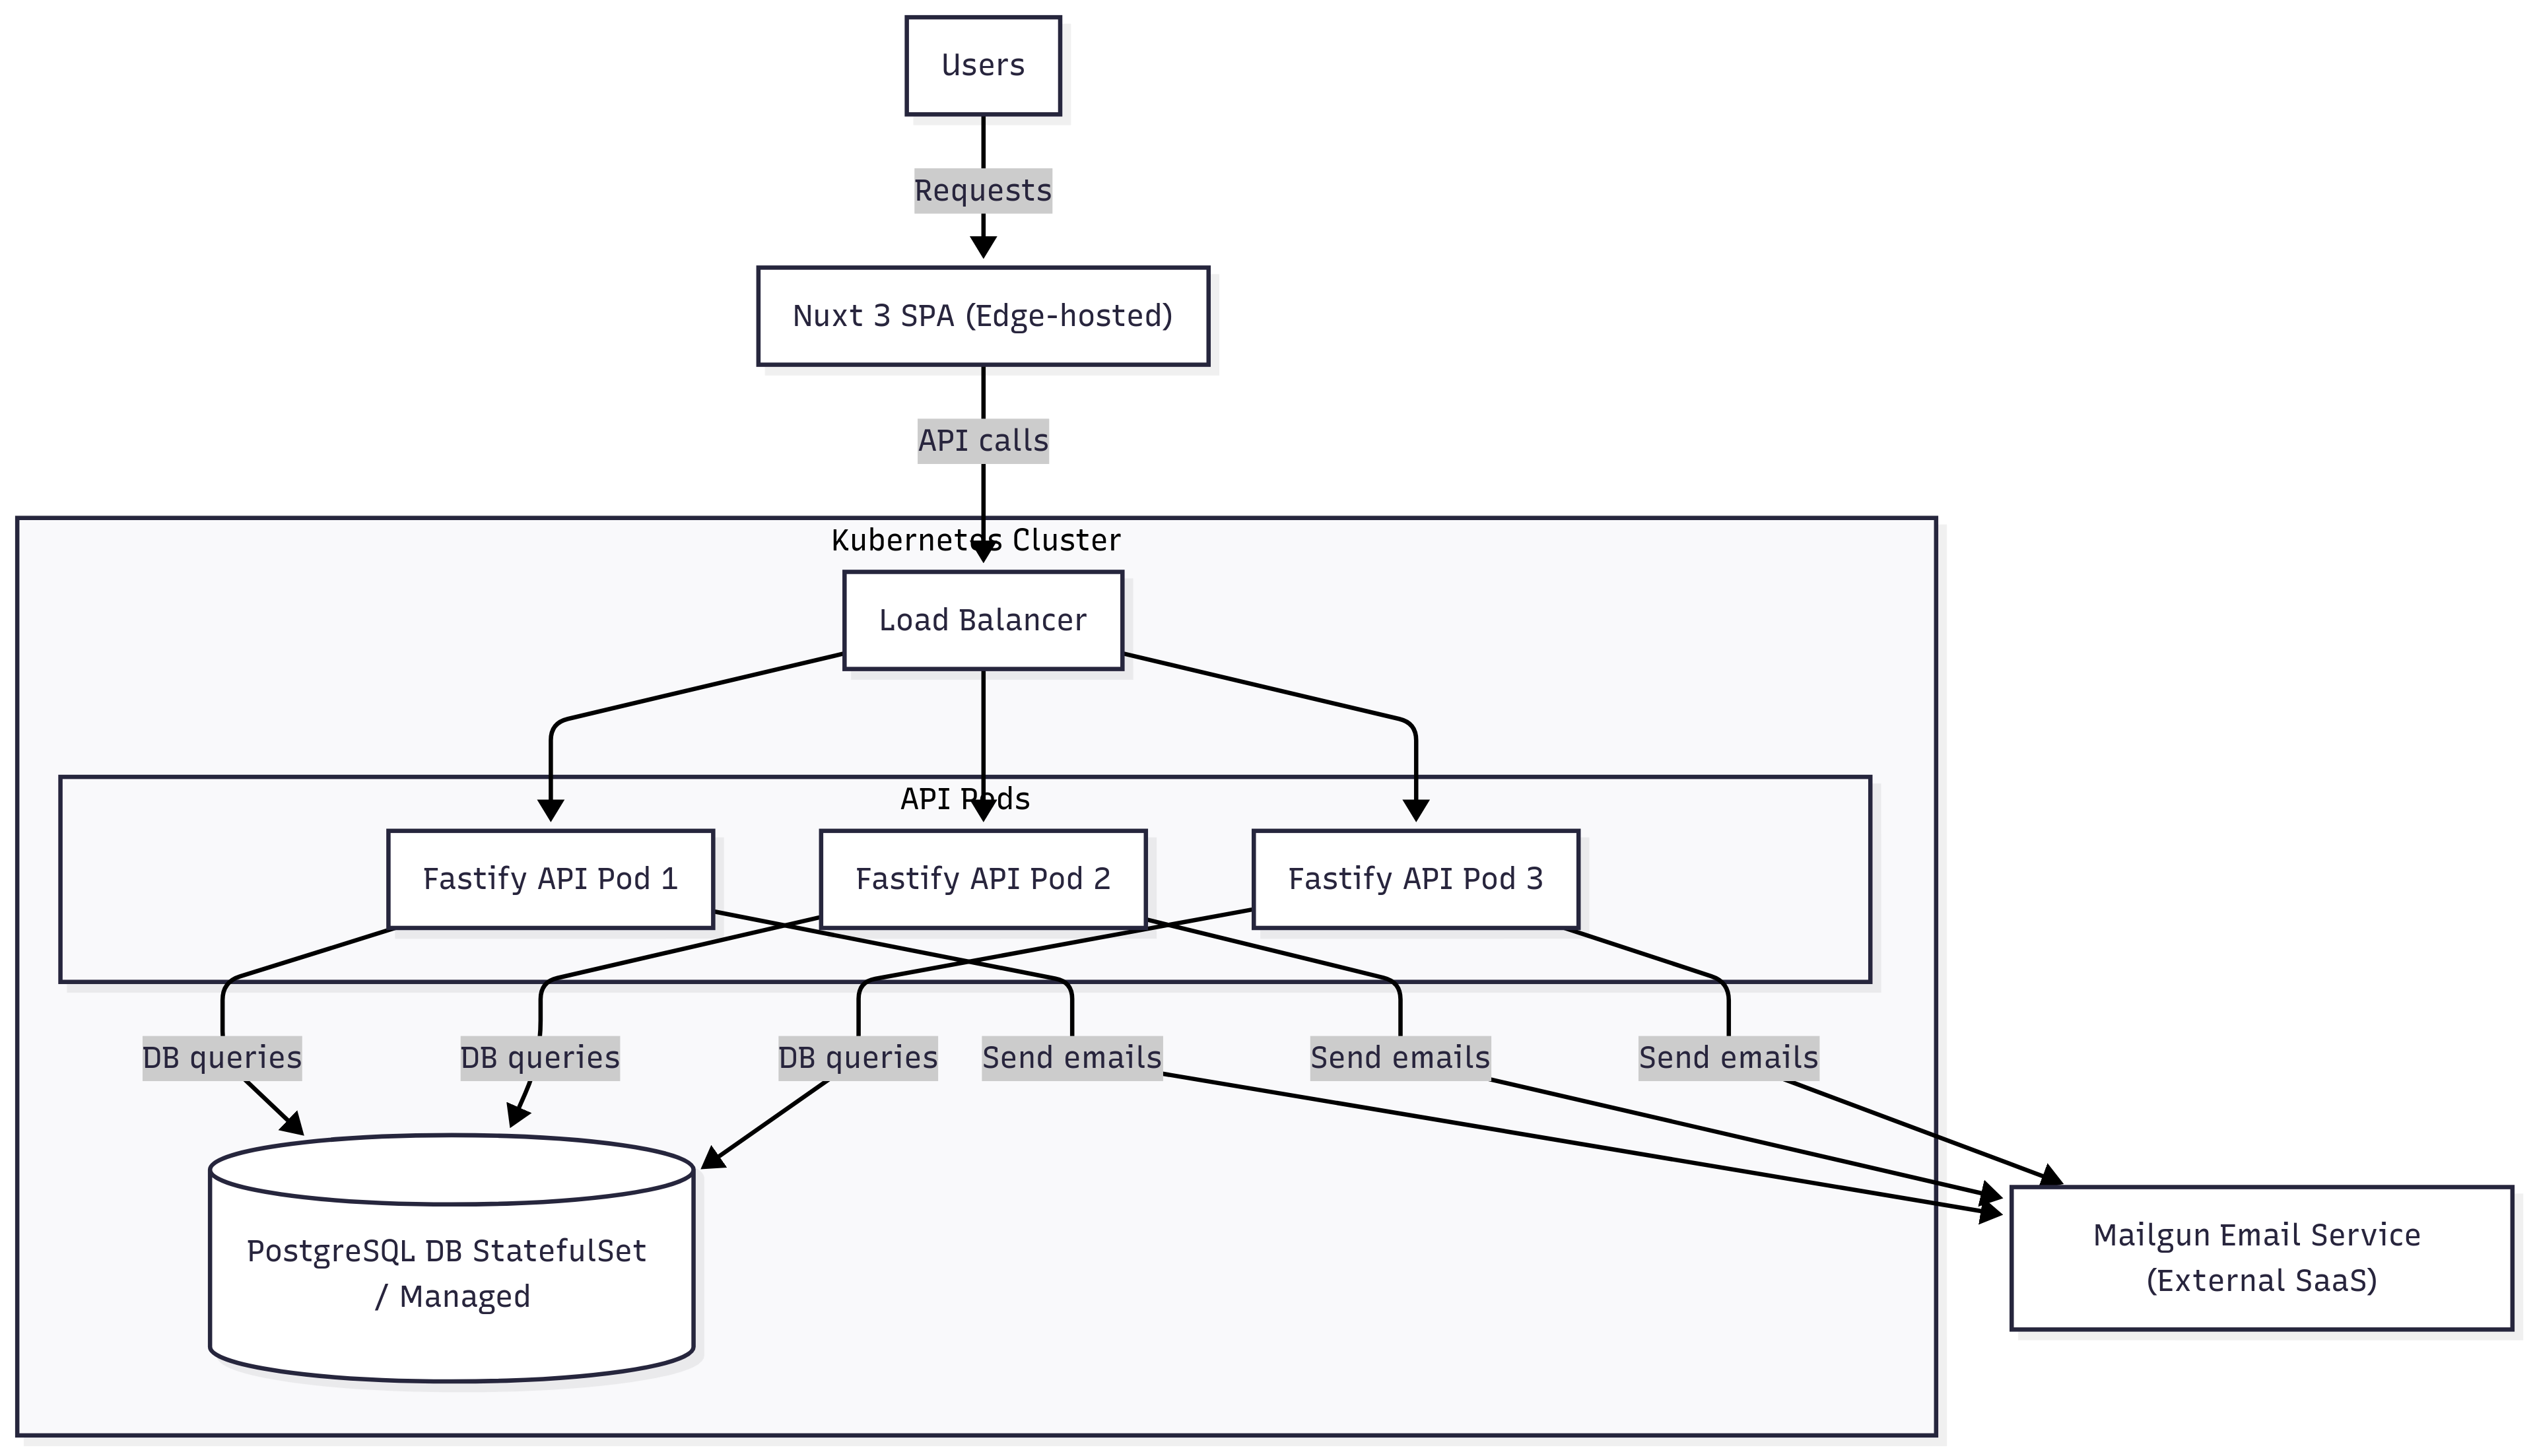 Users
Requests
Nuxt 3 SPA (Edge-hosted)
API calls
Kubernetes Cluster
Load Balancer
API Pods
Fastify API Pod 1
Fastify API Pod 2
Fastify API Pod 3
DB queries
DB queries
DB queries
Send emails
Send emails
Send emails
PostgreSQL DB StatefulSet
/ Managed
Mailgun Email Service
(External SaaS)